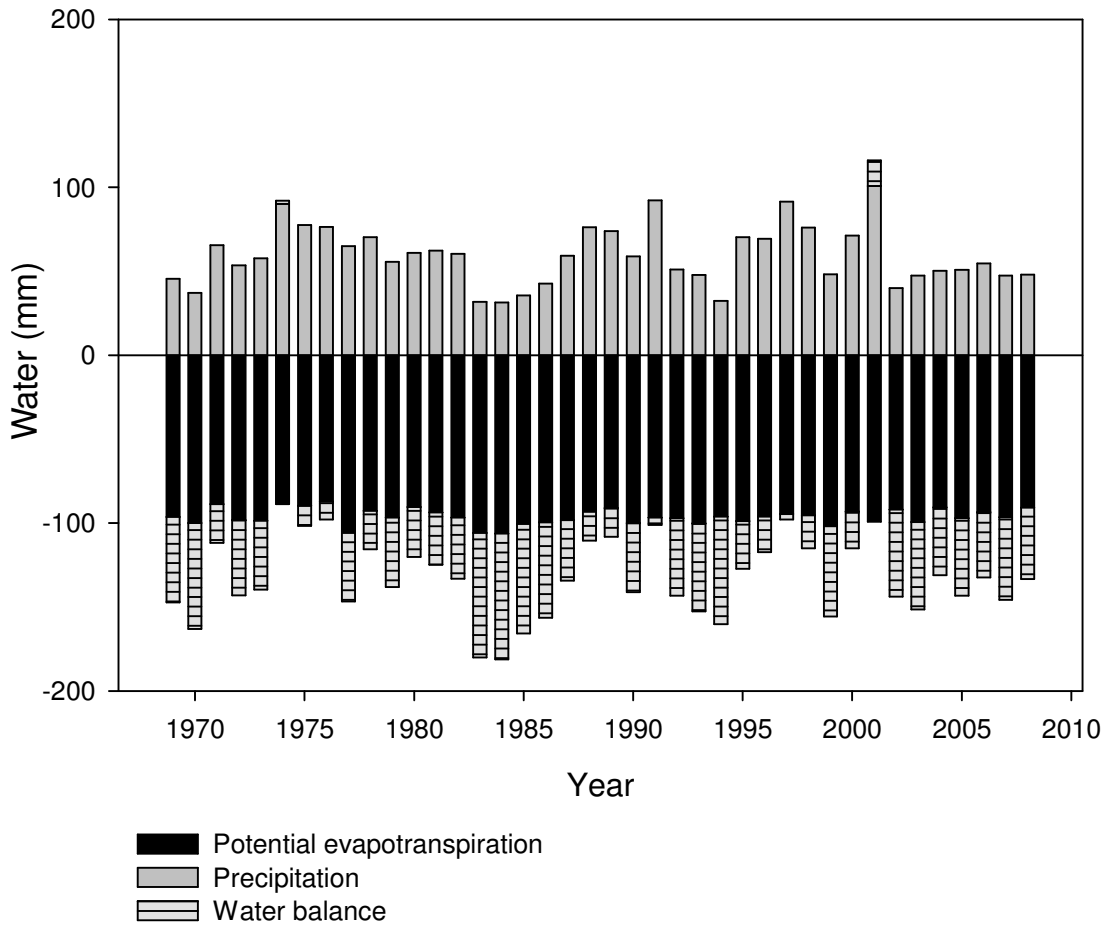 200
100
0
-100
-200
Water (mm)
1970 1975 1980 1985 1990 1995 2000 2005 2010
Year
Potential evapotranspiration
Precipitation
Water balance